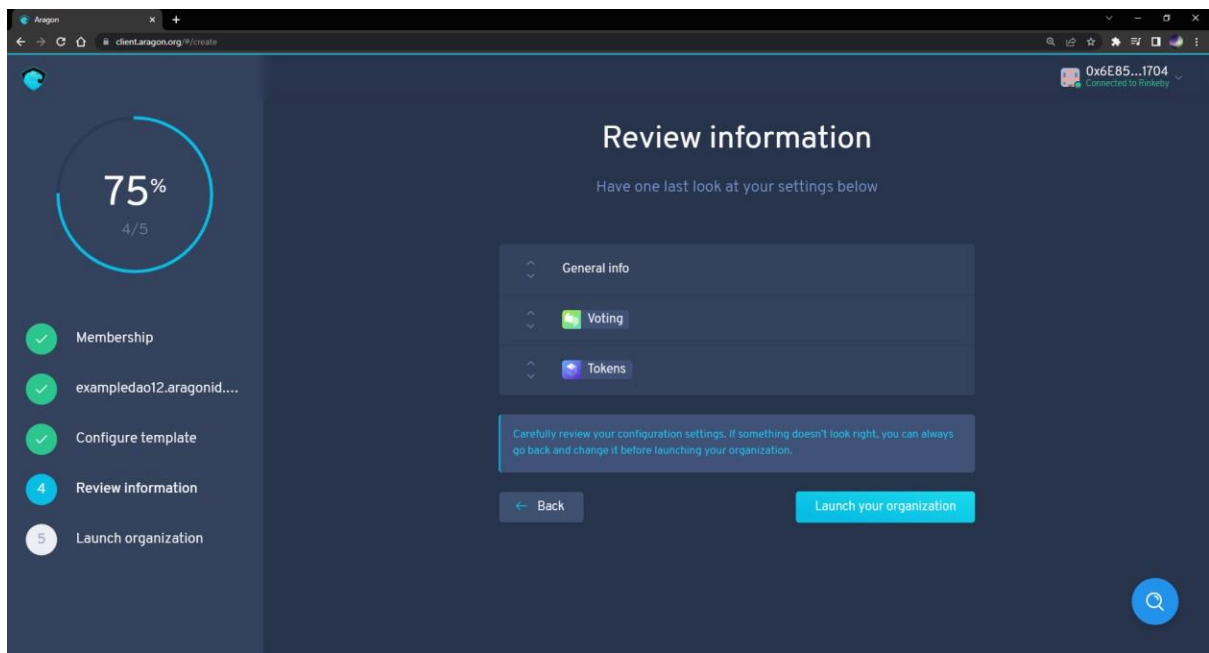 Aragon
client.aragon.org/#/create
0x6E85...1704
Connected to Rinkeby
75%
4/5
Membership
exampledao12.aragonid....
Configure template
4 Review information
5 Launch organization
Review information
Have one last look at your settings below
General info
Voting
Tokens
Carefully review your configuration settings. If something doesn't look right, you can always
go back and change it before launching your organization.
← Back
Launch your organization